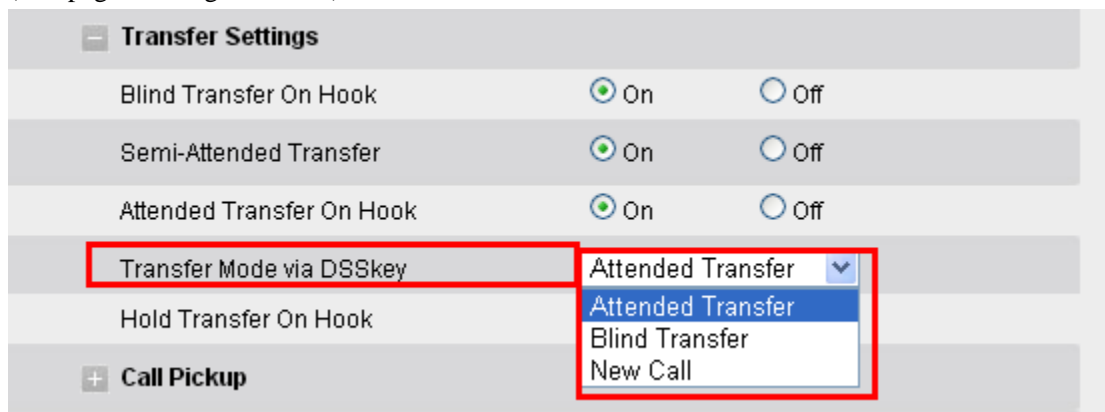 Transfer Settings
Blind Transfer On Hook On Off
Semi-Attended Transfer On Off
Attended Transfer On Hook On Off
Transfer Mode via DSSkey Attended Transfer
Attended Transfer
Hold Transfer On Hook
Blind Transfer
New Call
Call Pickup